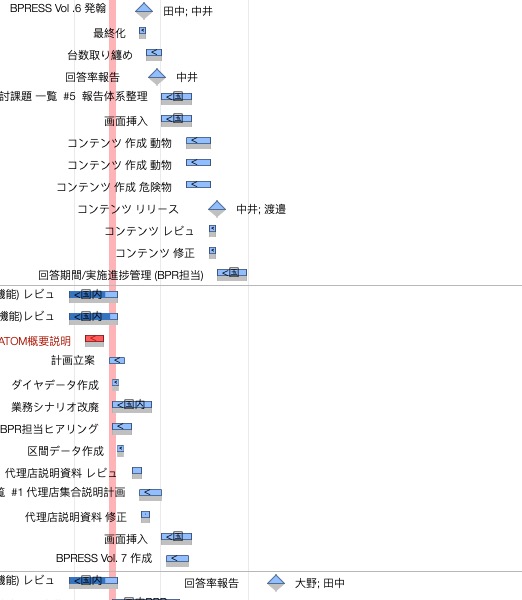 BPRESS Vol .6 発翰 田中; 中井
最終化 <
台数取り纏め <
回答率報告 中井
討課題 一覧 #5 報告体系整理 <国
画面挿入 <国
コンテンツ 作成 動物 <
コンテンツ 作成 動物 <
コンテンツ 作成 危険物 <
コンテンツ リリース 中井; 渡邉
コンテンツ レビュ <
コンテンツ 修正 <
回答期間/実施進捗管理 (BPR担当) <国
機能) レビュ <国内
機能)レビュ <国内
ATOM概要説明 <
計画立案 <
ダイヤデータ作成 <
業務シナリオ改廃 <国内
BPR担当ヒアリング <
区間データ作成 <
代理店説明資料 レビュ
#1 代理店集合説明計画 <
代理店説明資料 修正
画面挿入 <国
BPRESS Vol. 7 作成 <
機能) レビュ <国内 回答率報告 大野; 田中